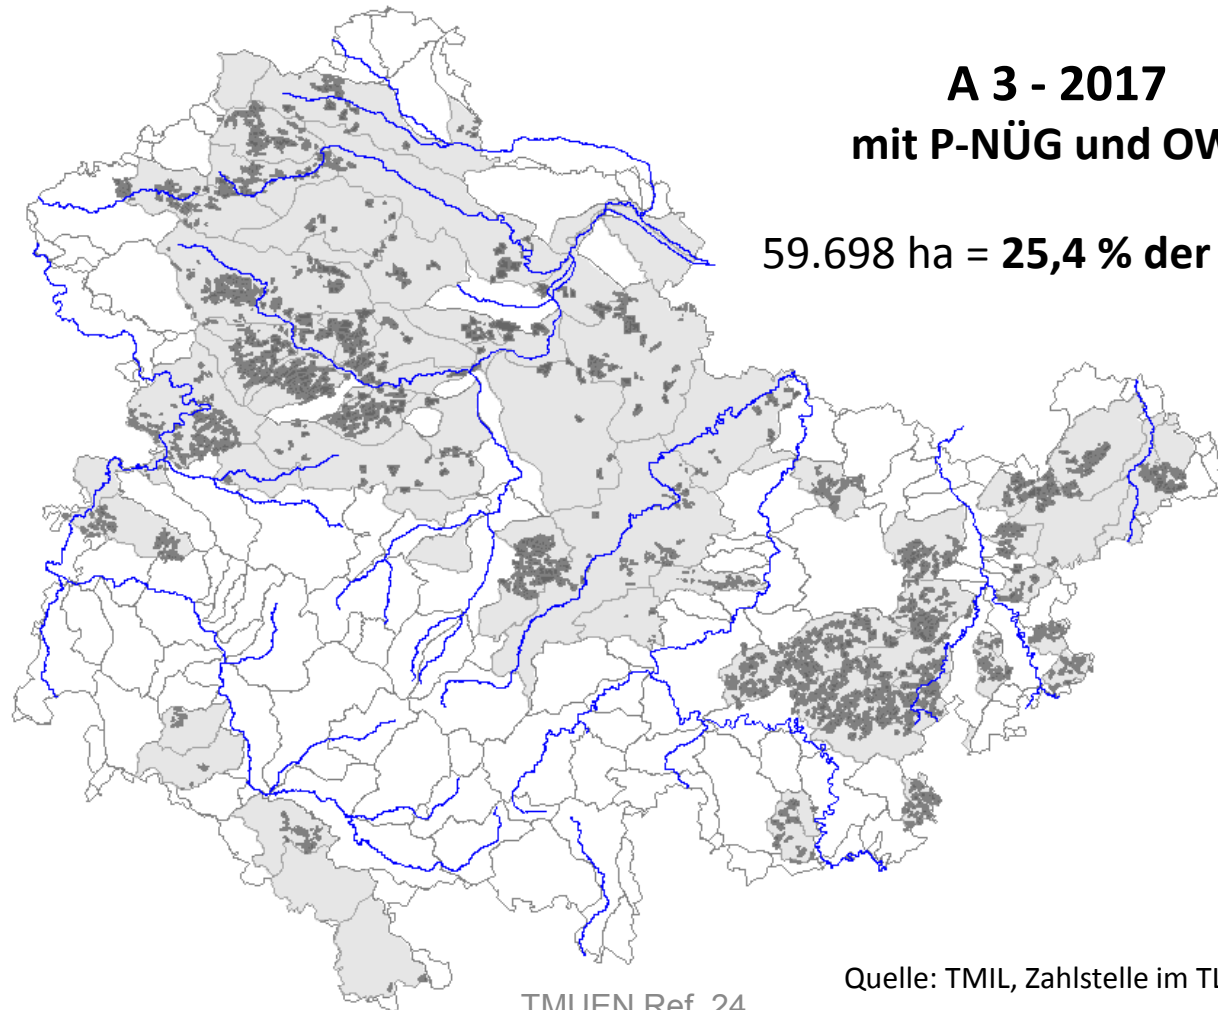 A 3 - 2017
mit P-NÜG und OW
59.698 ha = 25,4 % der
Quelle: TMIL, Zahlstelle im TL
TMUEN Ref. 24